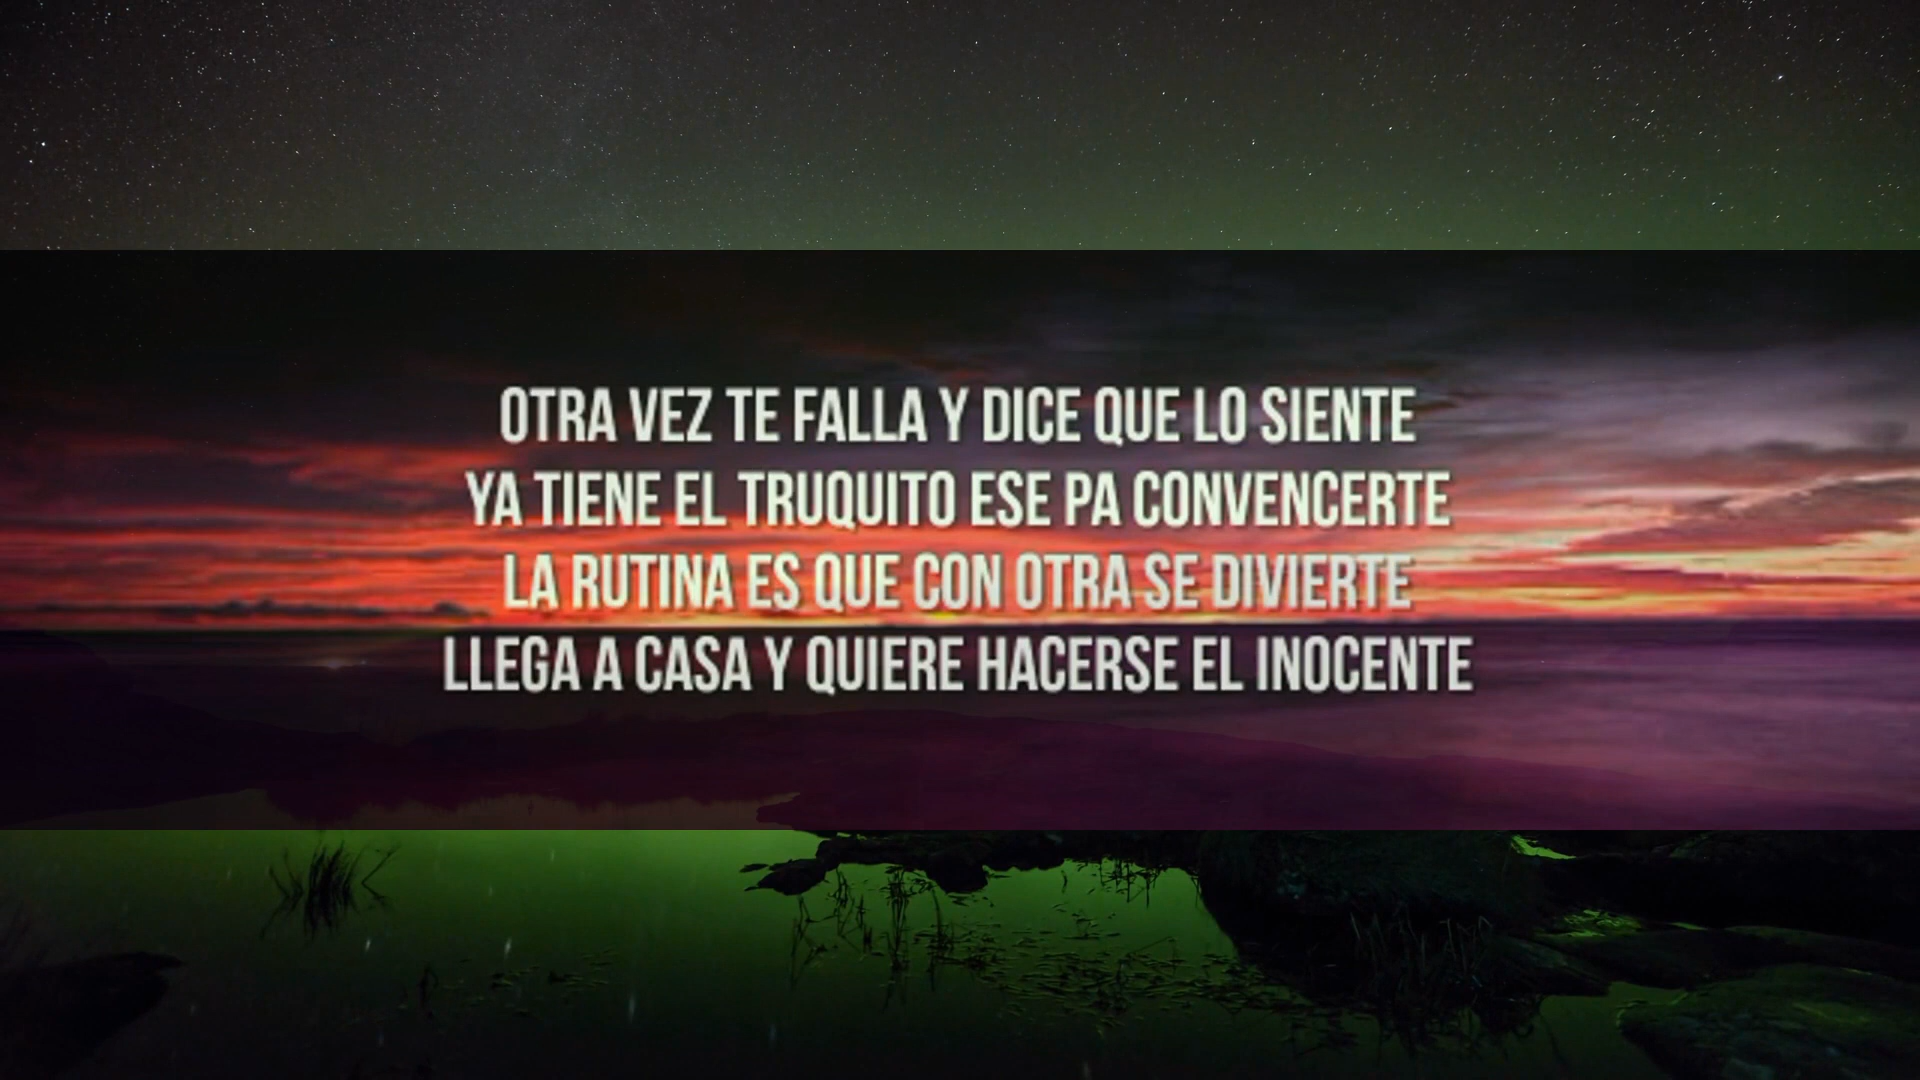 OTRA VEZ TE FALLA Y DICE QUE LO SIENTE
YA TIENE EL TRUQUITO ESE PA CONVENCERTE
LA RUTINA ES QUE CON OTRA SE DIVIERTE
LLEGA A CASA Y QUIERE HACERSE EL INOCENTE